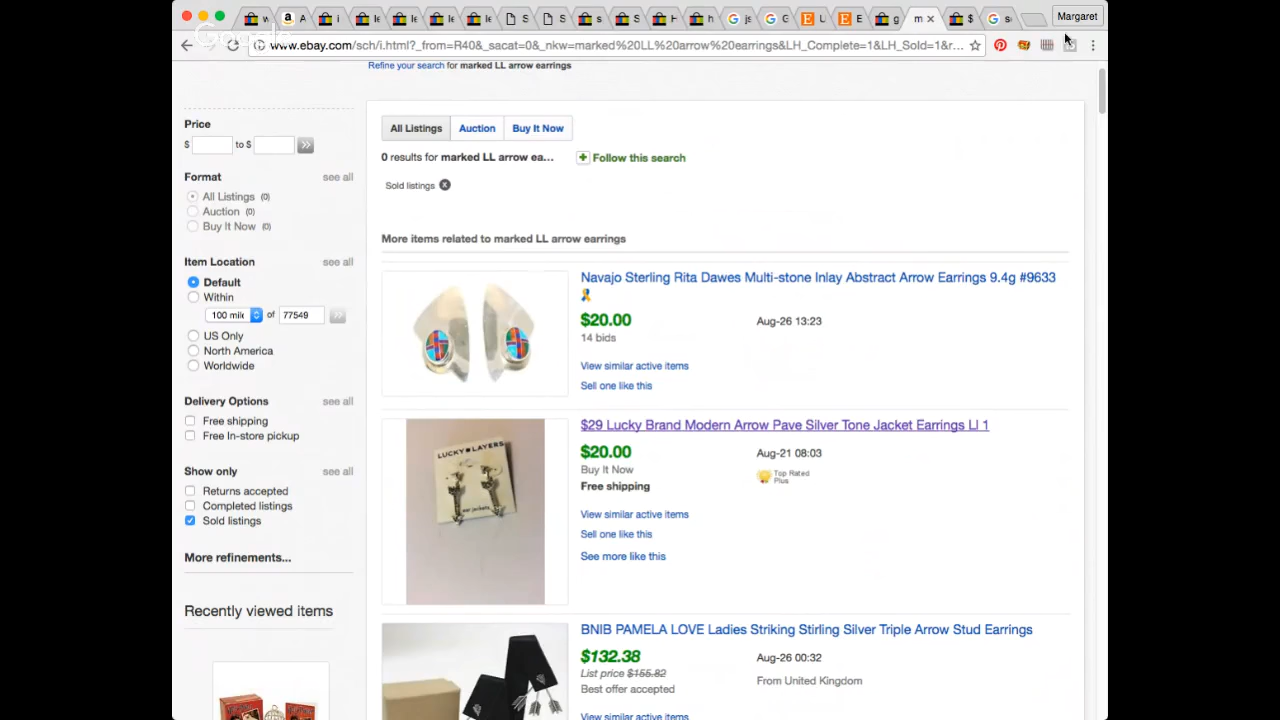 Margaret
www.ebay.com/sch/i.html?_from=R40&_sacat=0&_nkw=marked%20LL%20arrow%20earrings&LH_Complete=1&LH_Sold=1&r...
Refine your search for marked LL arrow earrings
Price
$ to $
Format see all
All Listings (0)
Auction (0)
Buy It Now (0)
Item Location see all
Default
Within
100 mile of 77549
US Only
North America
Worldwide
Delivery Options see all
Free shipping
Free In-store pickup
Show only see all
Returns accepted
Completed listings
Sold listings
More refinements...
Recently viewed items
All Listings Auction Buy It Now
0 results for marked LL arrow ea... Follow this search
Sold listings
More items related to marked LL arrow earrings
Navajo Sterling Rita Dawes Multi-stone Inlay Abstract Arrow Earrings 9.4g #9633
$20.00 Aug-26 13:23
14 bids
View similar active items
Sell one like this
LUCKY LAYERS
ear jackets
$29 Lucky Brand Modern Arrow Pave Silver Tone Jacket Earrings Ll 1
$20.00 Aug-21 08:03
Buy It Now Top Rated
Plus
Free shipping
View similar active items
Sell one like this
See more like this
BNIB PAMELA LOVE Ladies Striking Stirling Silver Triple Arrow Stud Earrings
$132.38 Aug-26 00:32
List price $155.82
Best offer accepted From United Kingdom
View similar active items